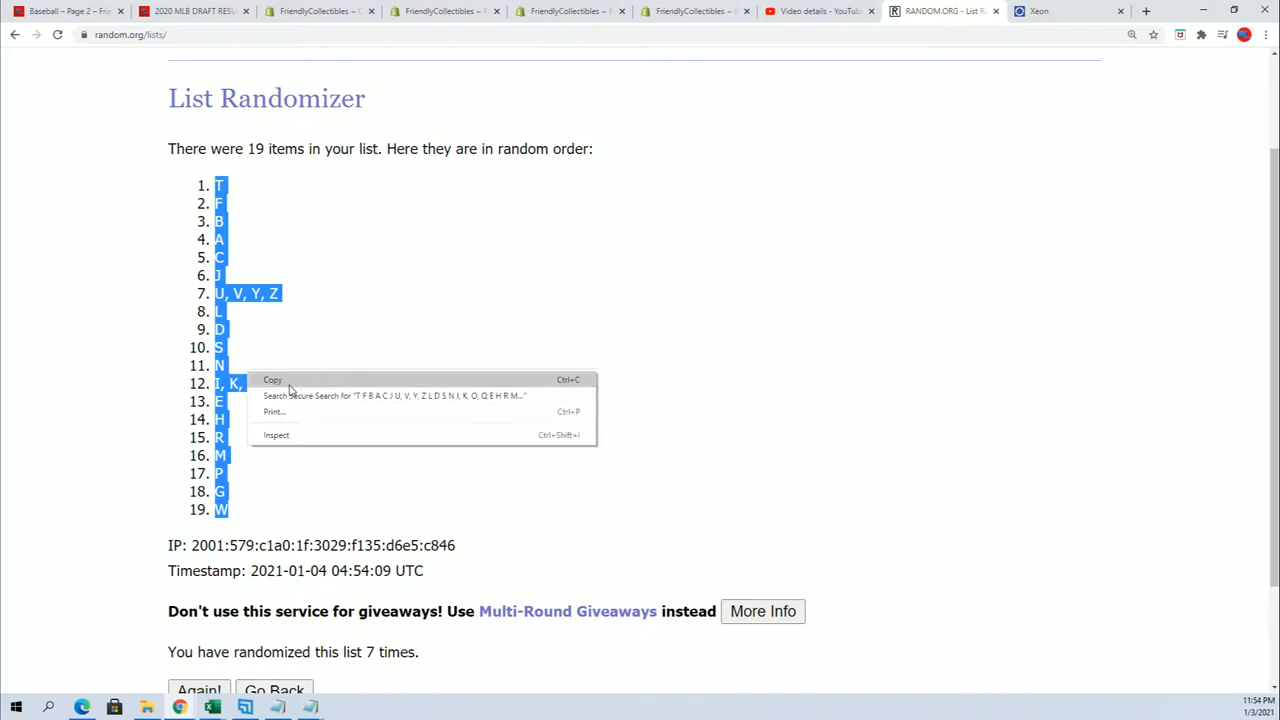 Baseball – Page 2 – Fri
2020 MLB DRAFT RESU
FriendlyCollectibles ~
FriendlyCollectibles ~
FriendlyCollectibles ~
FriendlyCollectibles ~
Video details - YouTube
RANDOM.ORG - List R
Xeon
random.org/lists/
List Randomizer
There were 19 items in your list. Here they are in random order:
1. T
2. F
3. B
4. A
5. C
6. J
7. U, V, Y, Z
8. L
9. D
10. S
11. N
12. I, K,
13. E
14. H
15. R
16. M
17. P
18. G
19. W
Copy Ctrl+C
Search Secure Search for "T F B A C J U, V, Y, Z L D S N I, K, O, Q E H R M..."
Print... Ctrl+P
Inspect Ctrl+Shift+I
IP: 2001:579:c1a0:1f:3029:f135:d6e5:c846
Timestamp: 2021-01-04 04:54:09 UTC
Don't use this service for giveaways! Use Multi-Round Giveaways instead More Info
You have randomized this list 7 times.
Again! Go Back
11:54 PM
1/3/2021